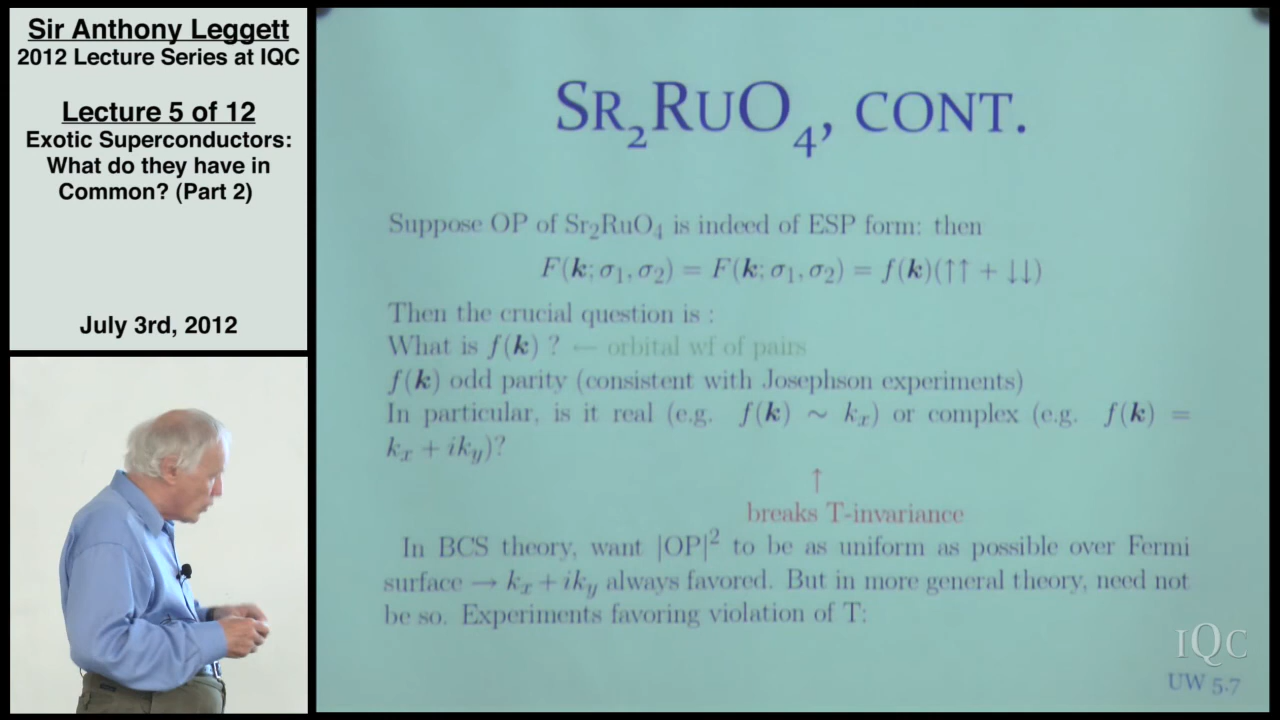 Sir Anthony Leggett
2012 Lecture Series at IQC
Lecture 5 of 12
Exotic Superconductors:
What do they have in
Common? (Part 2)
July 3rd, 2012
SR₂RUO₄, CONT.
Suppose OP of Sr₂RuO₄ is indeed of ESP form: then
F(k; σ₁, σ₂) = F(k; σ₁, σ₂) = f(k)(↑↑ + ↓↓)
Then the crucial question is :
What is f(k) ? ← orbital wf of pairs
f(k) odd parity (consistent with Josephson experiments)
In particular, is it real (e.g. f(k) ∼ kₓ) or complex (e.g. f(k) =
kₓ + ik_y)?
↑
breaks T-invariance
In BCS theory, want |OP|² to be as uniform as possible over Fermi
surface → kₓ + ik_y always favored. But in more general theory, need not
be so. Experiments favoring violation of T:
IQC
UW 5.7